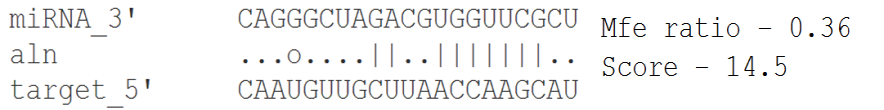 miRNA_3' CAGGGCUAGACGUGGUUCGCU
aln ...o....||..|||||||..
target_5' CAAUGUUGCUUAACCAAGCAU
Mfe ratio - 0.36
Score - 14.5